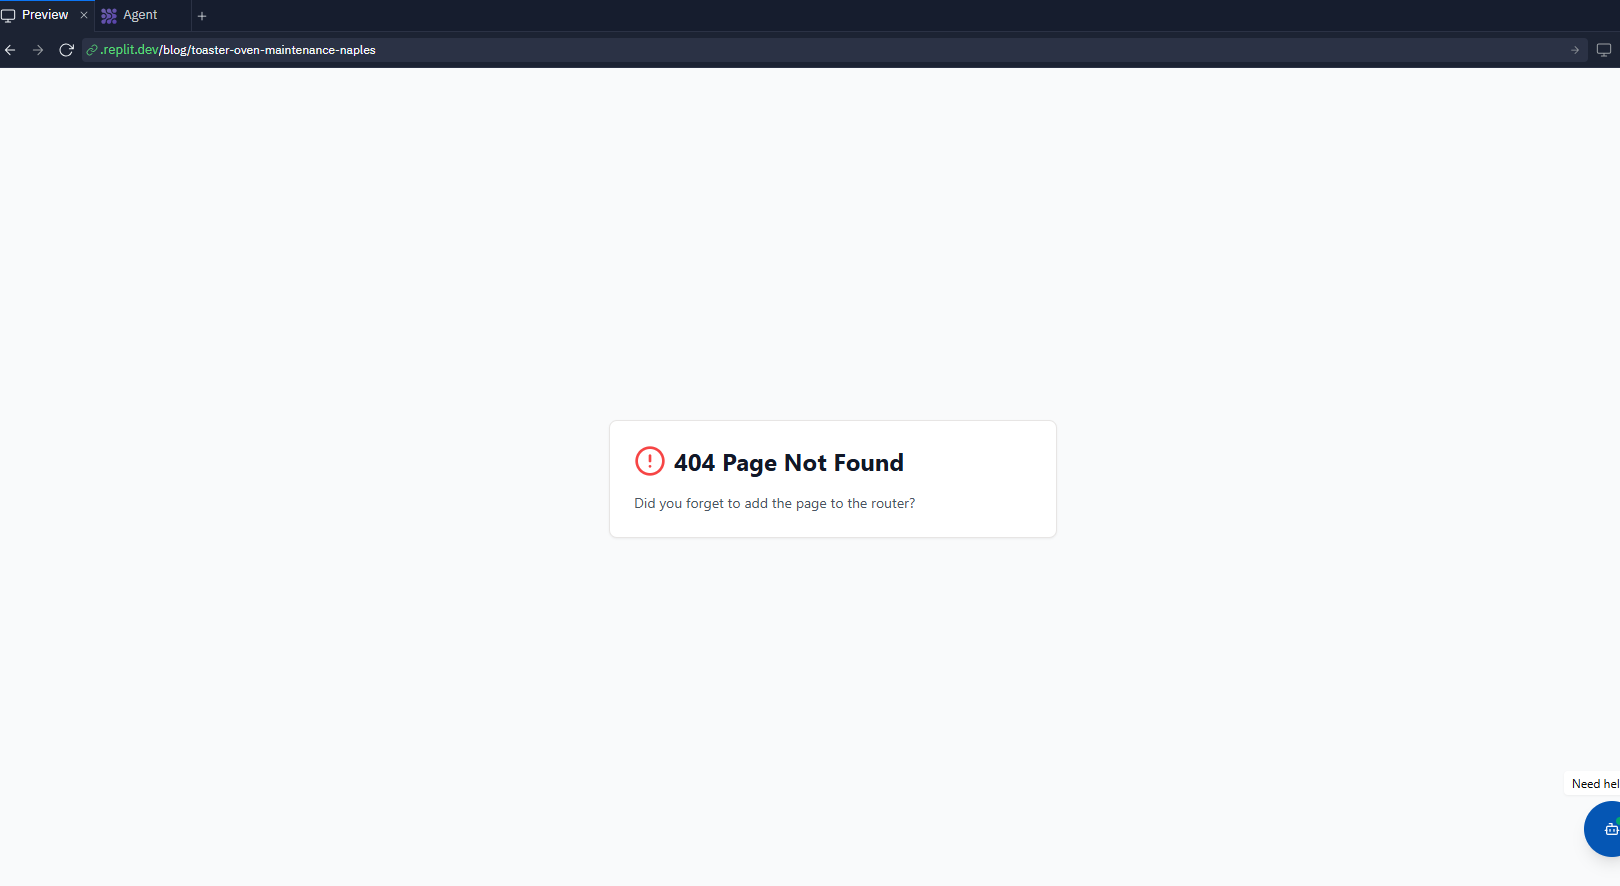 Preview
Agent
.replit.dev/blog/toaster-oven-maintenance-naples
404 Page Not Found
Did you forget to add the page to the router?
Need hel